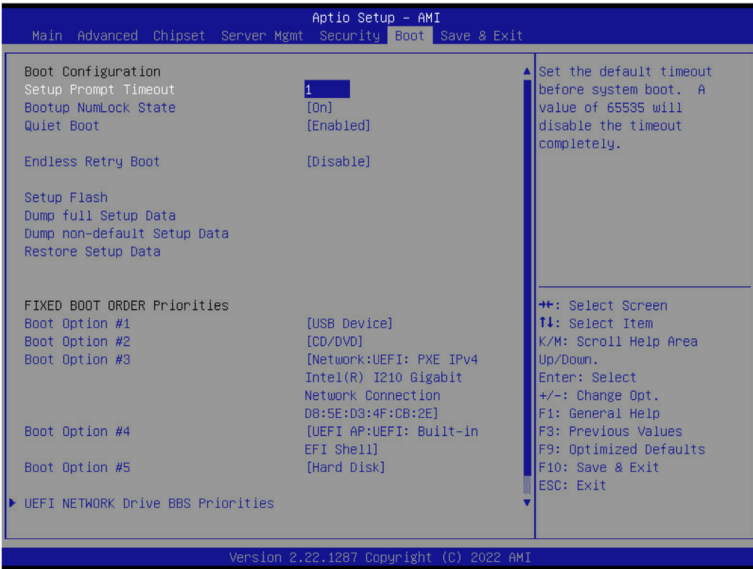 Aptio Setup – AMI
Main Advanced Chipset Server Mgmt Security Boot Save & Exit
Boot Configuration
Setup Prompt Timeout 1
Bootup NumLock State [On]
Quiet Boot [Enabled]
Endless Retry Boot [Disable]
Setup Flash
Dump full Setup Data
Dump non-default Setup Data
Restore Setup Data
FIXED BOOT ORDER Priorities
Boot Option #1 [USB Device]
Boot Option #2 [CD/DVD]
Boot Option #3 [Network:UEFI: PXE IPv4
Intel(R) I210 Gigabit
Network Connection
D8:5E:D3:4F:CB:2E]
Boot Option #4 [UEFI AP:UEFI: Built-in
EFI Shell]
Boot Option #5 [Hard Disk]
UEFI NETWORK Drive BBS Priorities
Set the default timeout
before system boot. A
value of 65535 will
disable the timeout
completely.
→←: Select Screen
↑↓: Select Item
K/M: Scroll Help Area
Up/Down.
Enter: Select
+/-: Change Opt.
F1: General Help
F3: Previous Values
F9: Optimized Defaults
F10: Save & Exit
ESC: Exit
Version 2.22.1287 Copyright (C) 2022 AMI